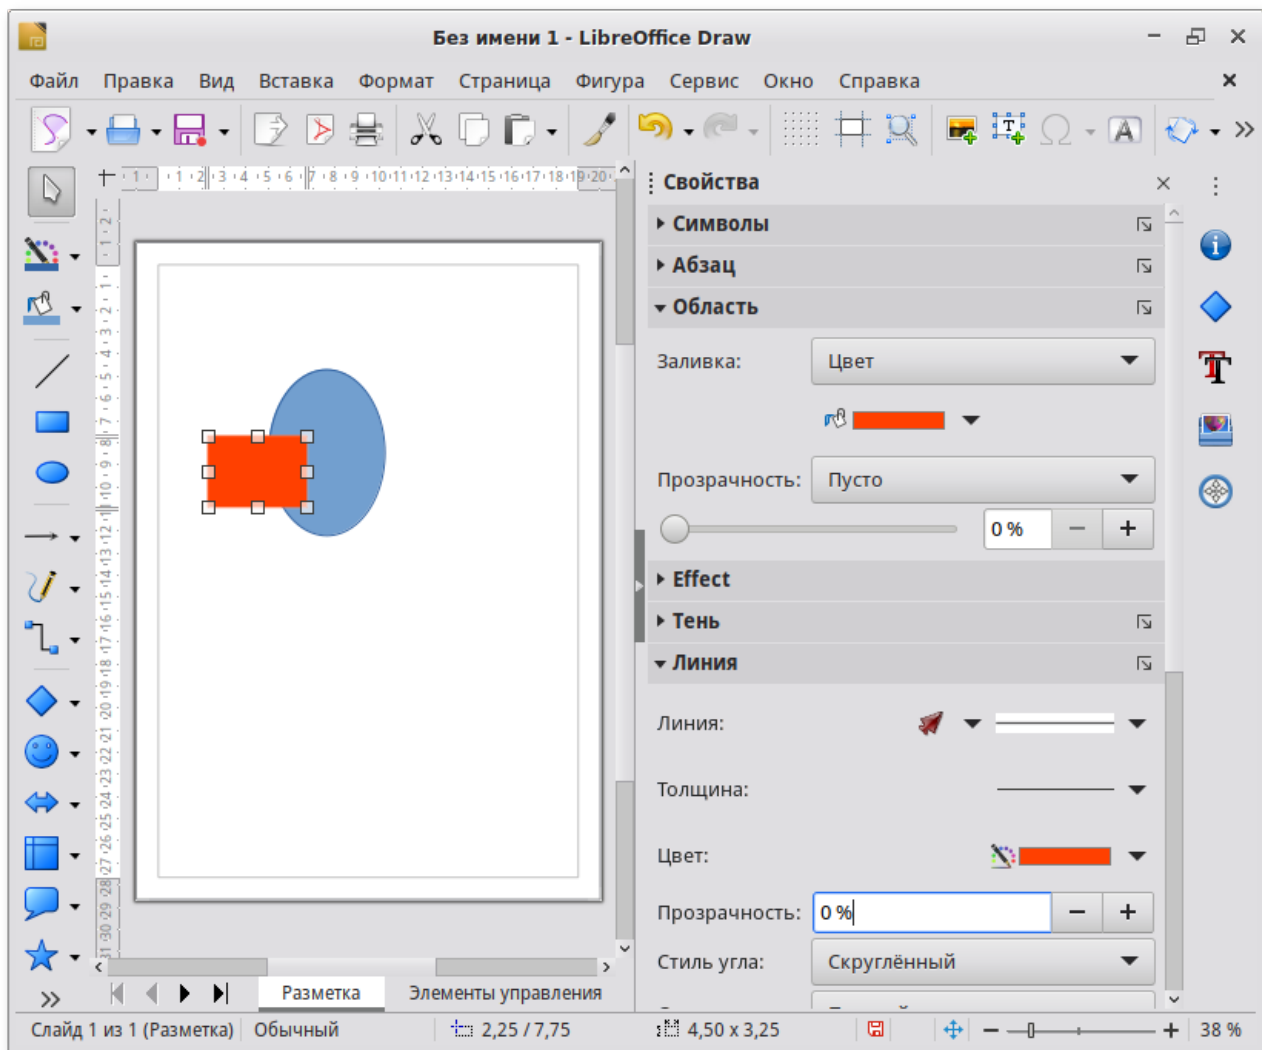 Без имени 1 - LibreOffice Draw
Файл Правка Вид Вставка Формат Страница Фигура Сервис Окно Справка
Свойства
Символы
Абзац
Область
Заливка: Цвет
Прозрачность: Пусто
0 %
Effect
Тень
Линия
Линия:
Толщина:
Цвет:
Прозрачность: 0 %
Стиль угла: Скруглённый
Разметка Элементы управления
Слайд 1 из 1 (Разметка) Обычный 2,25 / 7,75 4,50 x 3,25 38 %